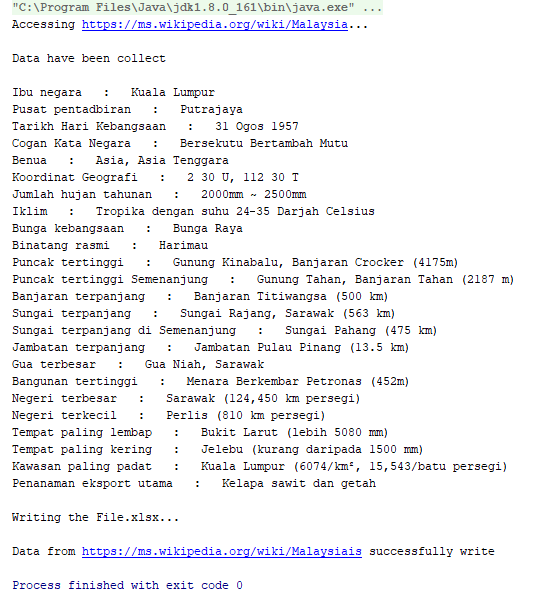 "C:\Program Files\Java\jdk1.8.0_161\bin\java.exe" ...
Accessing https://ms.wikipedia.org/wiki/Malaysia...
Data have been collect
Ibu negara   :   Kuala Lumpur
Pusat pentadbiran   :   Putrajaya
Tarikh Hari Kebangsaan   :   31 Ogos 1957
Cogan Kata Negara   :   Bersekutu Bertambah Mutu
Benua   :   Asia, Asia Tenggara
Koordinat Geografi   :   2 30 U, 112 30 T
Jumlah hujan tahunan   :   2000mm ~ 2500mm
Iklim   :   Tropika dengan suhu 24-35 Darjah Celsius
Bunga kebangsaan   :   Bunga Raya
Binatang rasmi   :   Harimau
Puncak tertinggi   :   Gunung Kinabalu, Banjaran Crocker (4175m)
Puncak tertinggi Semenanjung   :   Gunung Tahan, Banjaran Tahan (2187 m)
Banjaran terpanjang   :   Banjaran Titiwangsa (500 km)
Sungai terpanjang   :   Sungai Rajang, Sarawak (563 km)
Sungai terpanjang di Semenanjung   :   Sungai Pahang (475 km)
Jambatan terpanjang   :   Jambatan Pulau Pinang (13.5 km)
Gua terbesar   :   Gua Niah, Sarawak
Bangunan tertinggi   :   Menara Berkembar Petronas (452m)
Negeri terbesar   :   Sarawak (124,450 km persegi)
Negeri terkecil   :   Perlis (810 km persegi)
Tempat paling lembap   :   Bukit Larut (lebih 5080 mm)
Tempat paling kering   :   Jelebu (kurang daripada 1500 mm)
Kawasan paling padat   :   Kuala Lumpur (6074/km², 15,543/batu persegi)
Penanaman eksport utama   :   Kelapa sawit dan getah
Writing the File.xlsx...
Data from https://ms.wikipedia.org/wiki/Malaysiais successfully write
Process finished with exit code 0